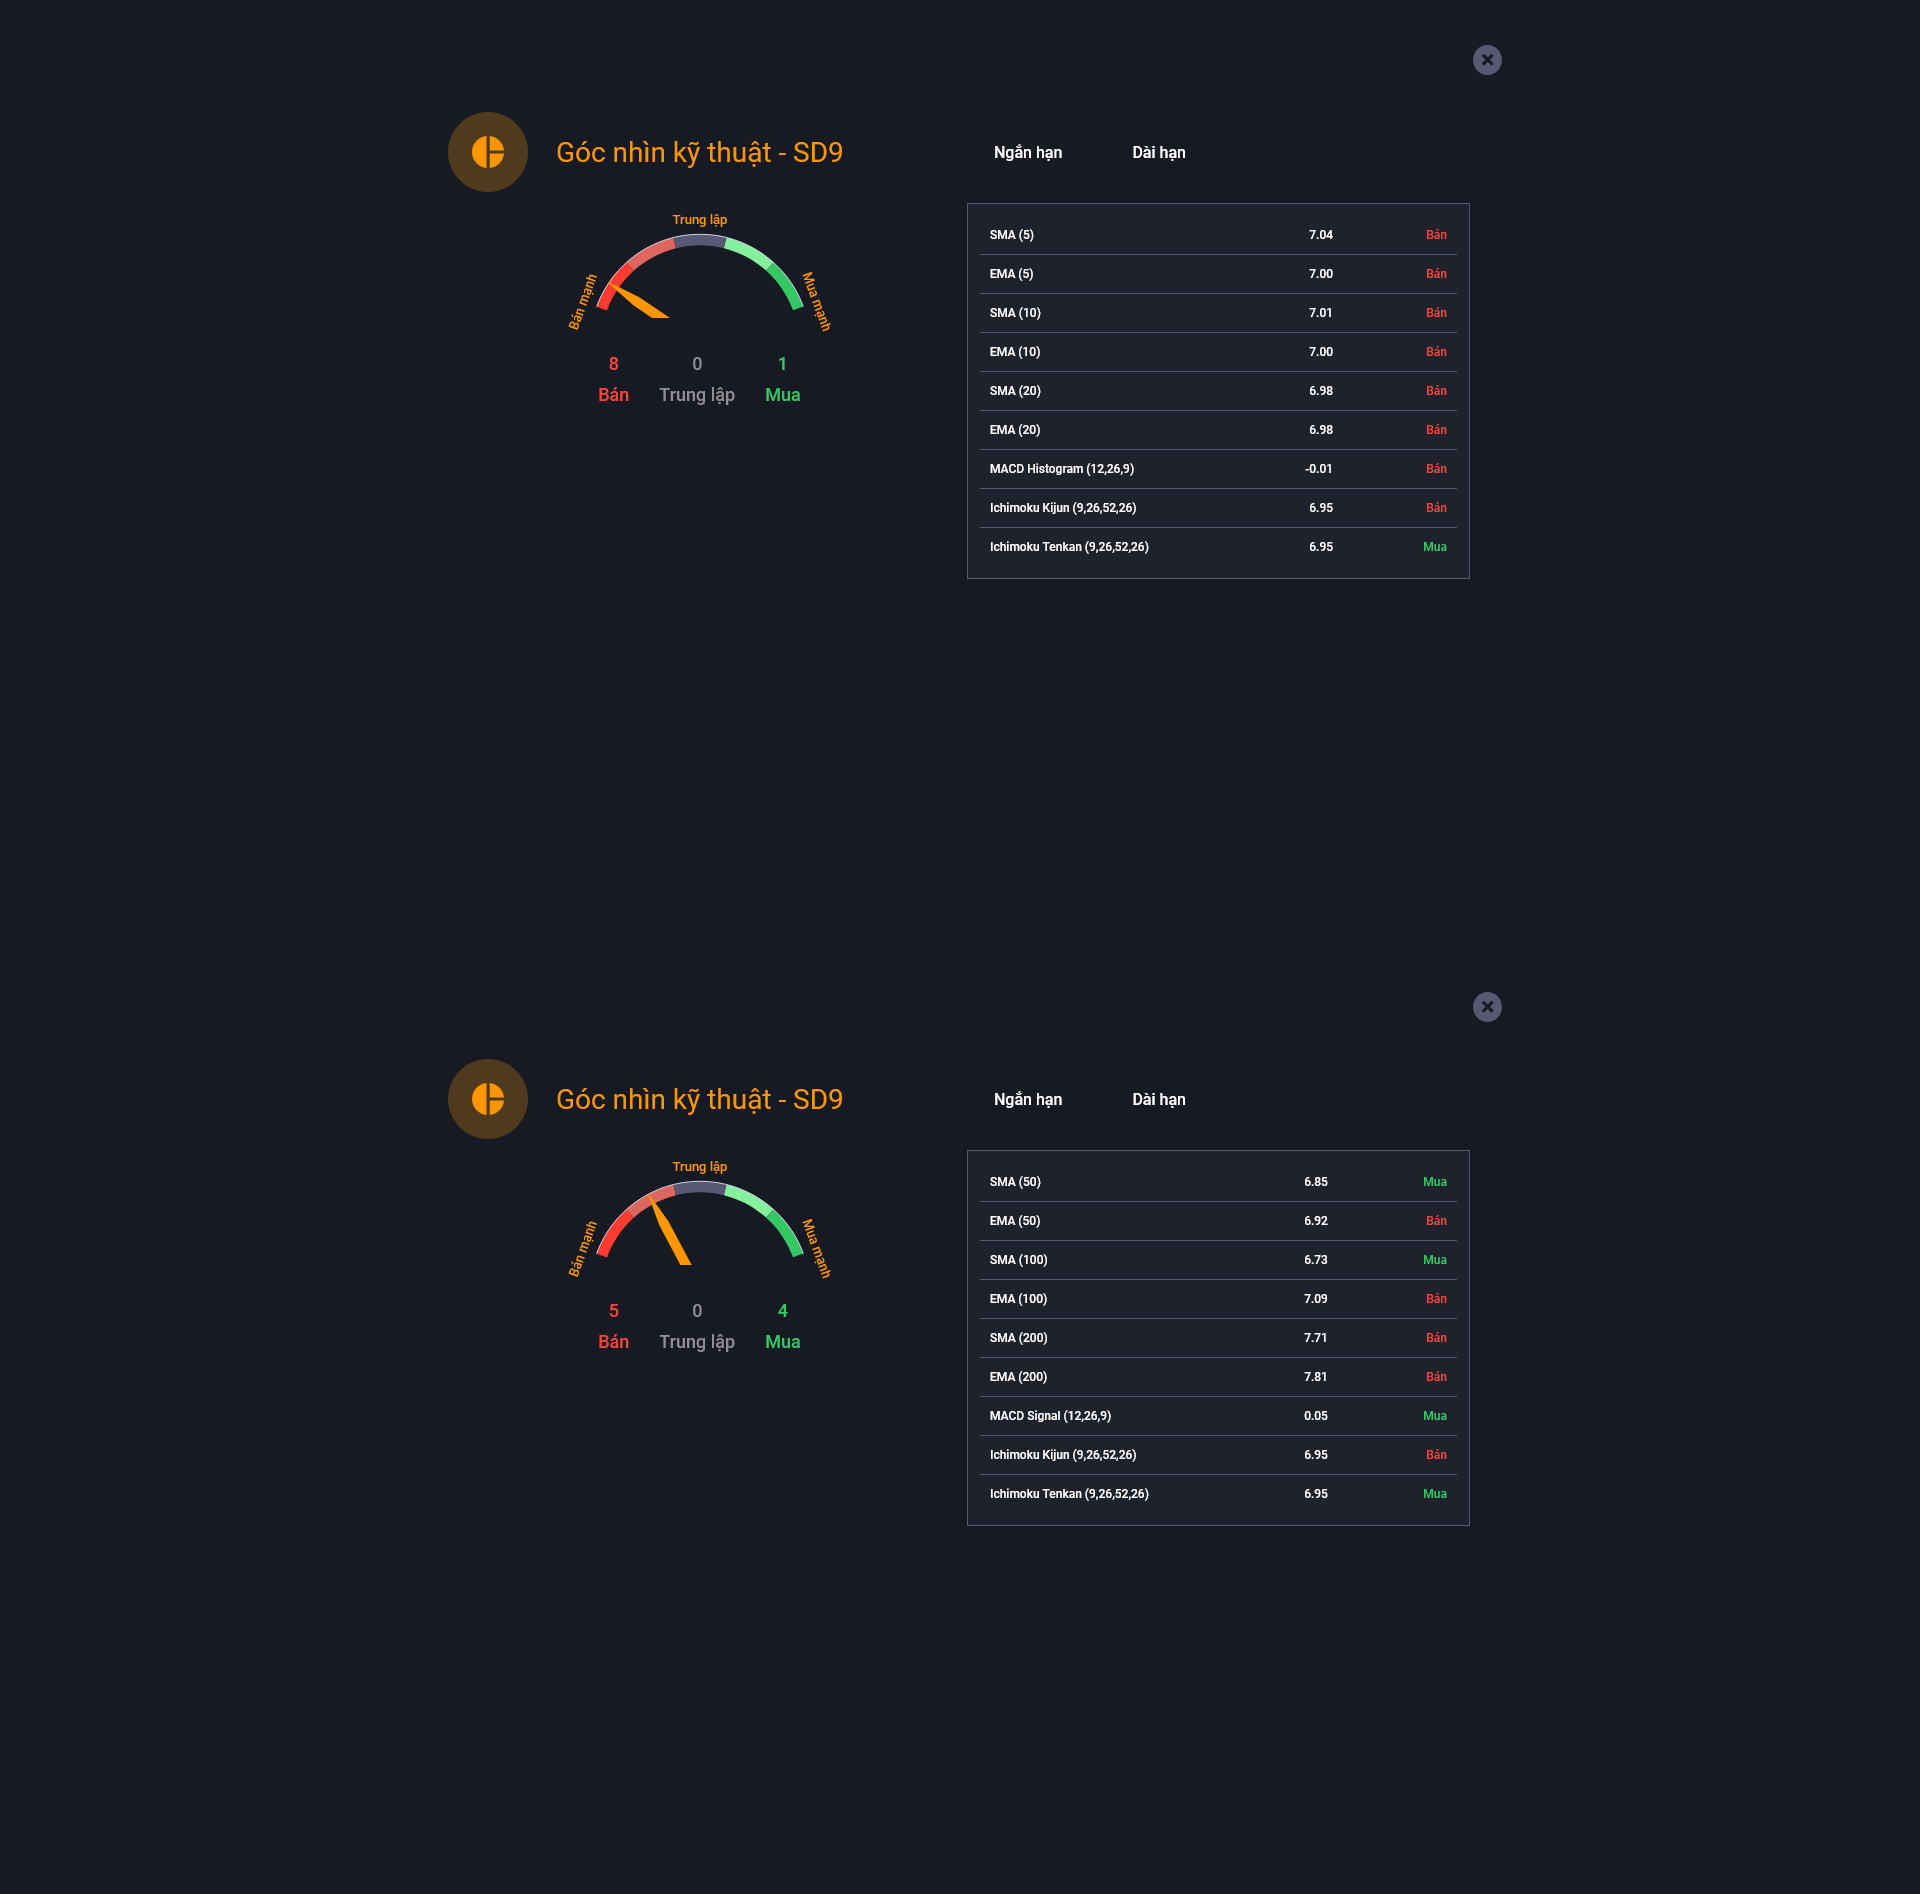 Góc nhìn kỹ thuật - SD9
Ngắn hạn Dài hạn
Trung lập
Bán mạnh
Mua mạnh
8 0 1
Bán Trung lập Mua
SMA (5) 7.04 Bán
EMA (5) 7.00 Bán
SMA (10) 7.01 Bán
EMA (10) 7.00 Bán
SMA (20) 6.98 Bán
EMA (20) 6.98 Bán
MACD Histogram (12,26,9) -0.01 Bán
Ichimoku Kijun (9,26,52,26) 6.95 Bán
Ichimoku Tenkan (9,26,52,26) 6.95 Mua
Góc nhìn kỹ thuật - SD9
Ngắn hạn Dài hạn
Trung lập
Bán mạnh
Mua mạnh
5 0 4
Bán Trung lập Mua
SMA (50) 6.85 Mua
EMA (50) 6.92 Bán
SMA (100) 6.73 Mua
EMA (100) 7.09 Bán
SMA (200) 7.71 Bán
EMA (200) 7.81 Bán
MACD Signal (12,26,9) 0.05 Mua
Ichimoku Kijun (9,26,52,26) 6.95 Bán
Ichimoku Tenkan (9,26,52,26) 6.95 Mua